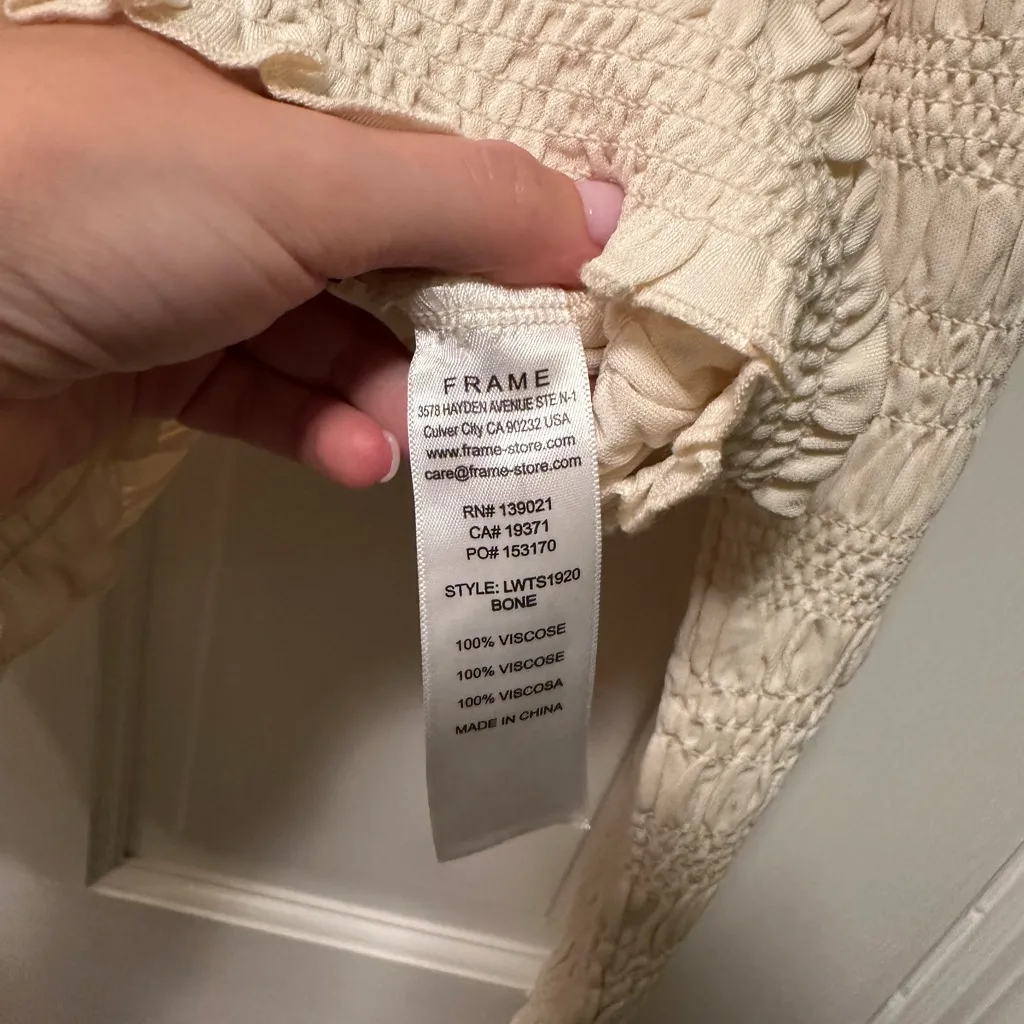 FRAME
3578 HAYDEN AVENUE STE N-1
Culver City CA 90232 USA
www.frame-store.com
care@frame-store.com
RN# 139021
CA# 19371
PO# 153170
STYLE: LWTS1920
BONE
100% VISCOSE
100% VISCOSE
100% VISCOSA
MADE IN CHINA